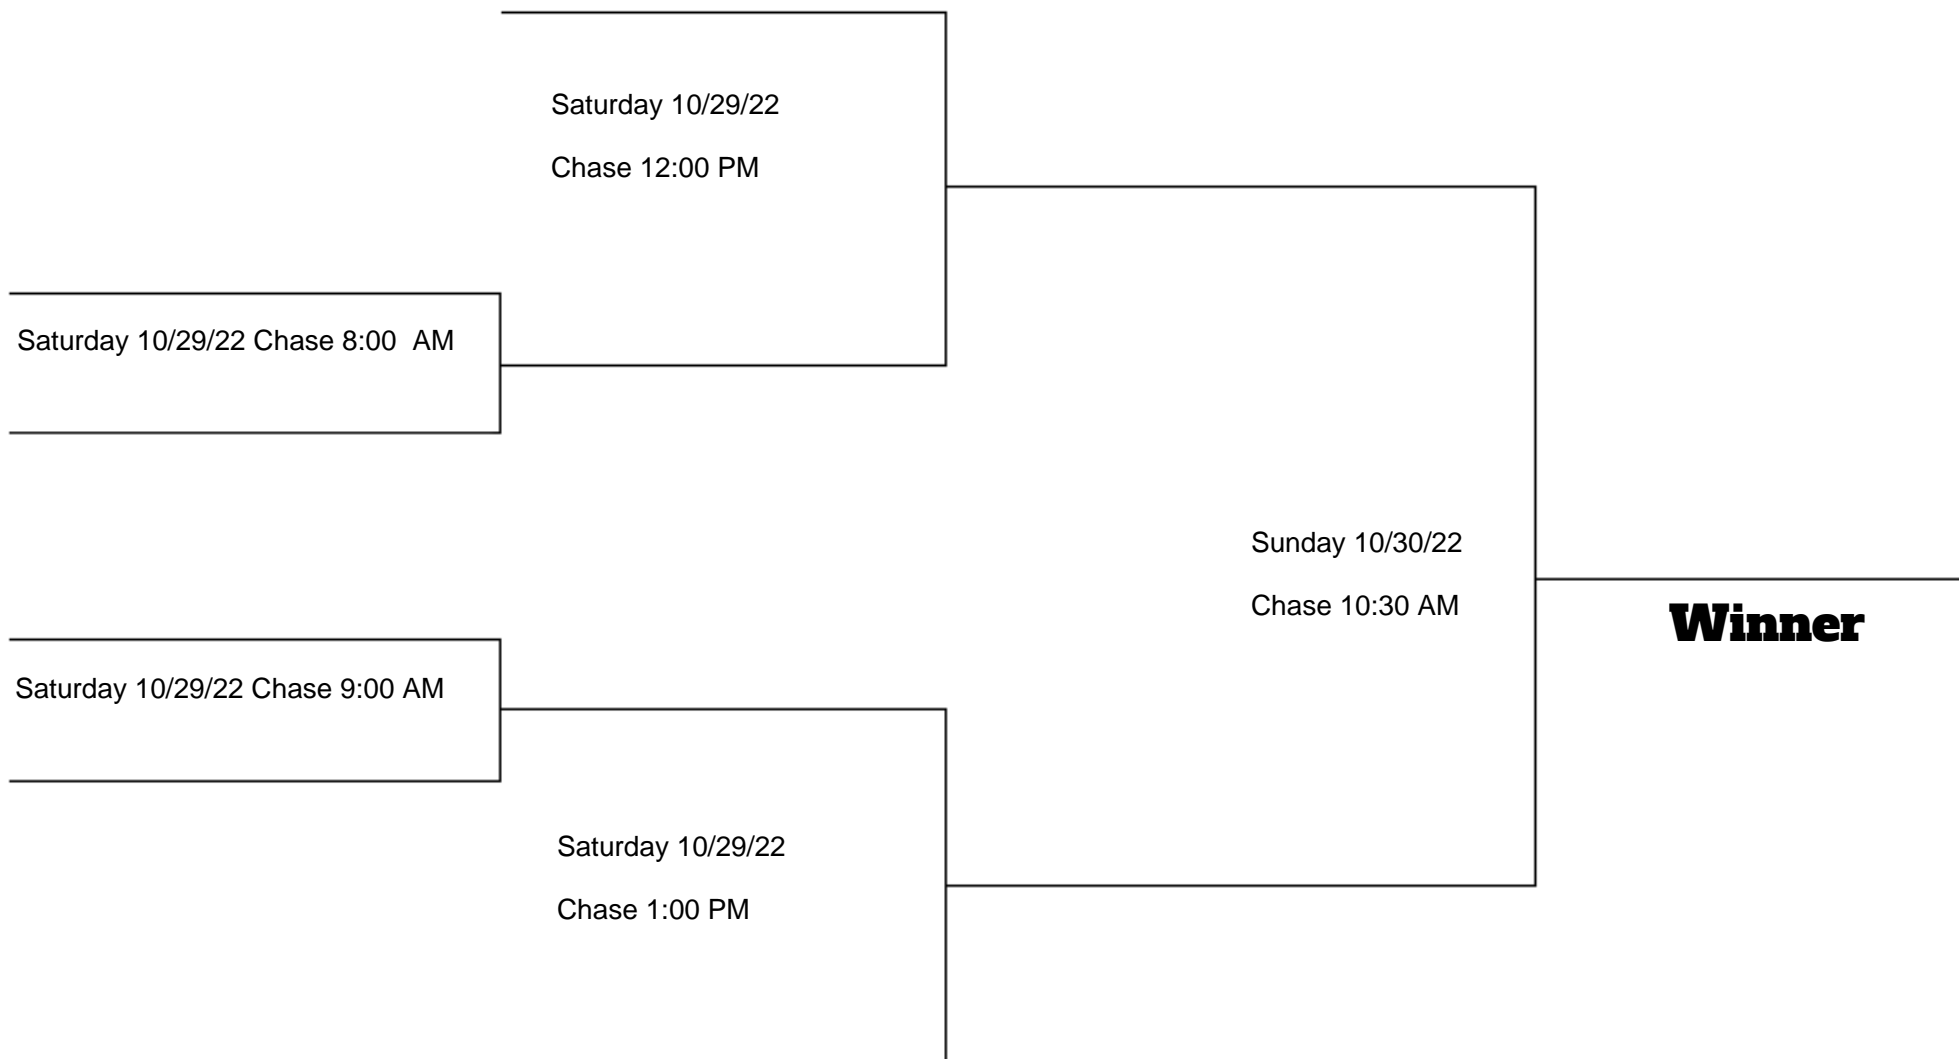 Saturday 10/29/22
Chase 12:00 PM
Saturday 10/29/22 Chase 8:00  AM
Sunday 10/30/22
Chase 10:30 AM
Winner
Saturday 10/29/22 Chase 9:00 AM
Saturday 10/29/22
Chase 1:00 PM